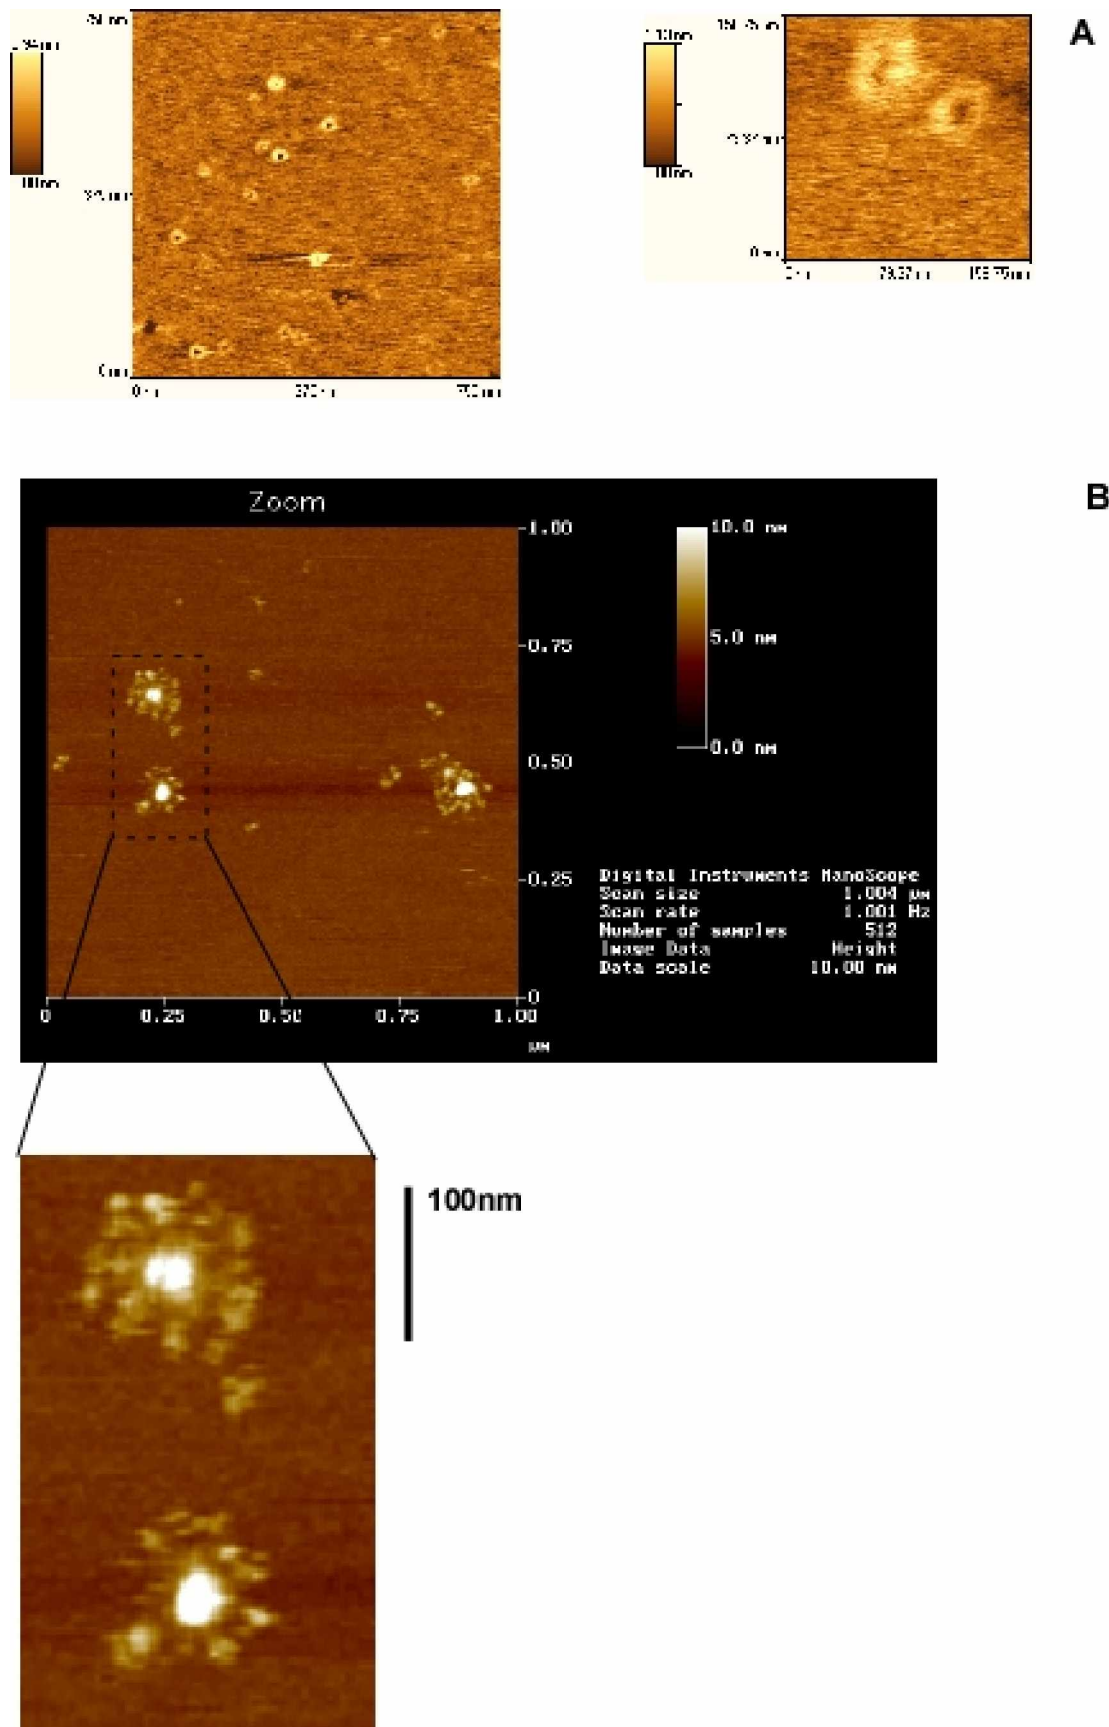 A
B
Zoom
1.00
0.75
0.50
0.25
0
0 0.25 0.50 0.75 1.00
μM
10.0 nM
5.0 nM
0.0 nM
Digital Instruments NanoScope
Scan size 1.004 μM
Scan rate 1.001 Hz
Number of samples 512
Image Data Height
Data scale 10.00 nM
100nm